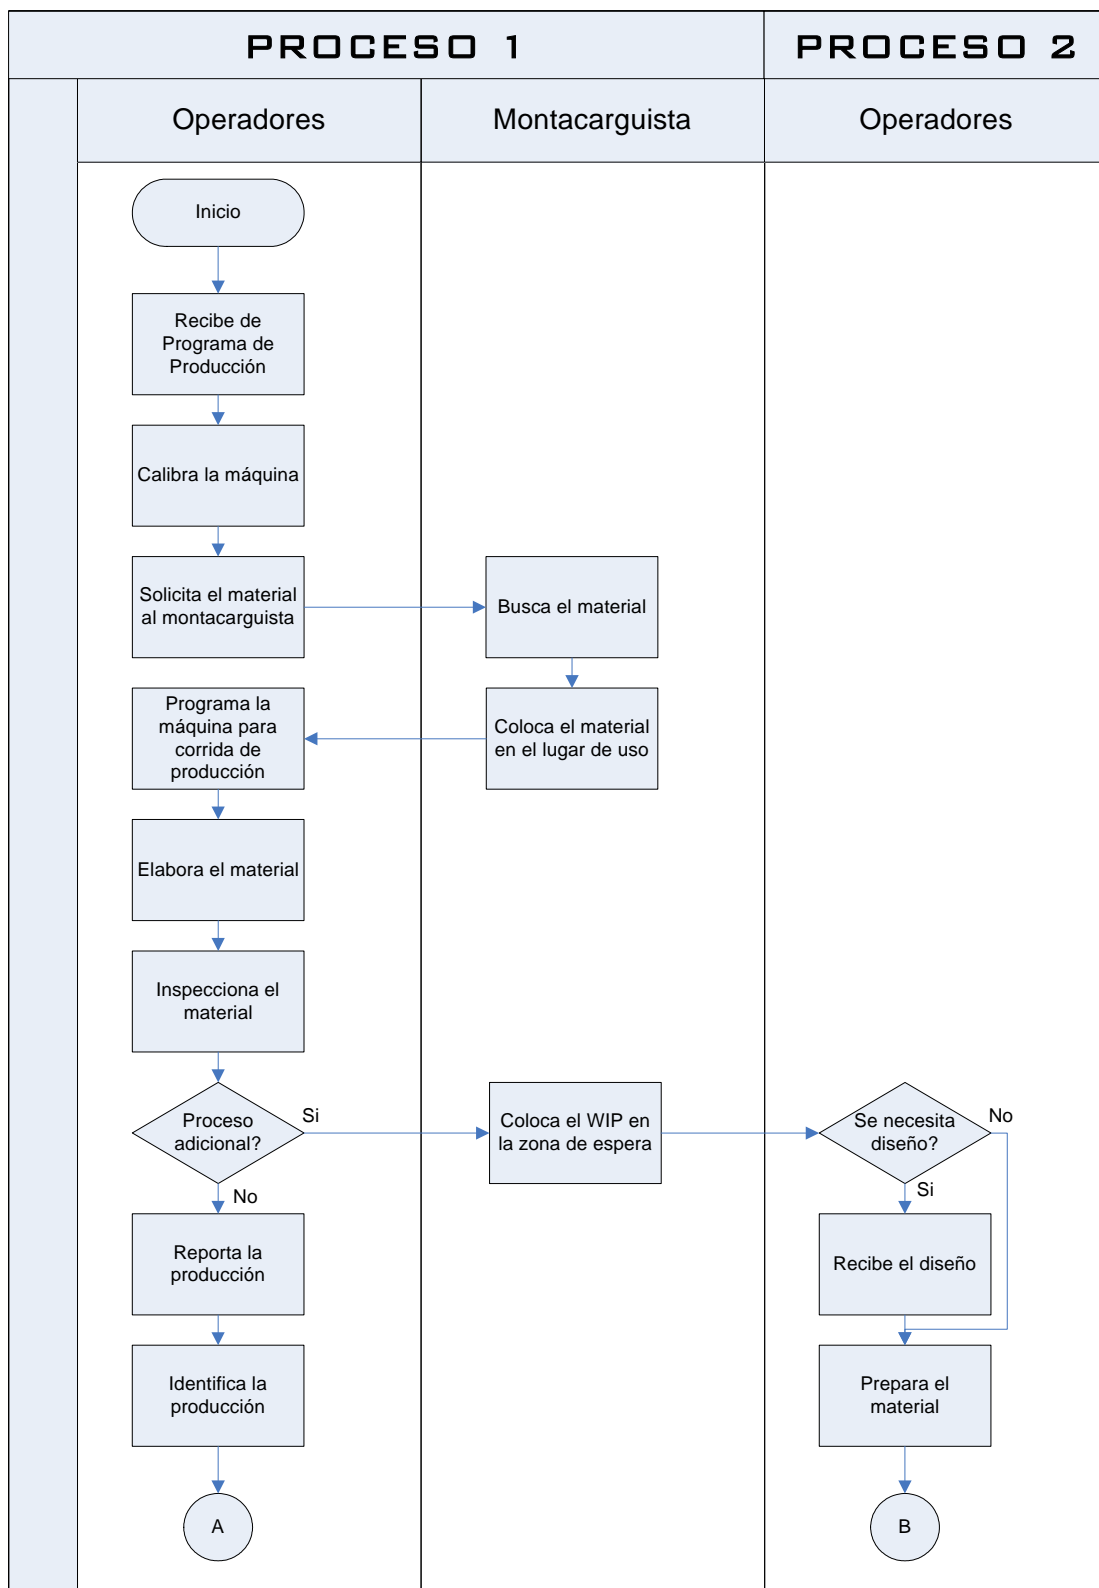 PROCESO 1
PROCESO 2
Operadores
Montacarguista
Operadores
Inicio
Recibe de
Programa de
Producción
Calibra la máquina
Solicita el material
al montacarguista
Busca el material
Programa la
máquina para
corrida de
producción
Coloca el material
en el lugar de uso
Elabora el material
Inspecciona el
material
Proceso
adicional?
Si
No
Coloca el WIP en
la zona de espera
Se necesita
diseño?
No
Si
Reporta la
producción
Recibe el diseño
Identifica la
producción
Prepara el
material
A
B